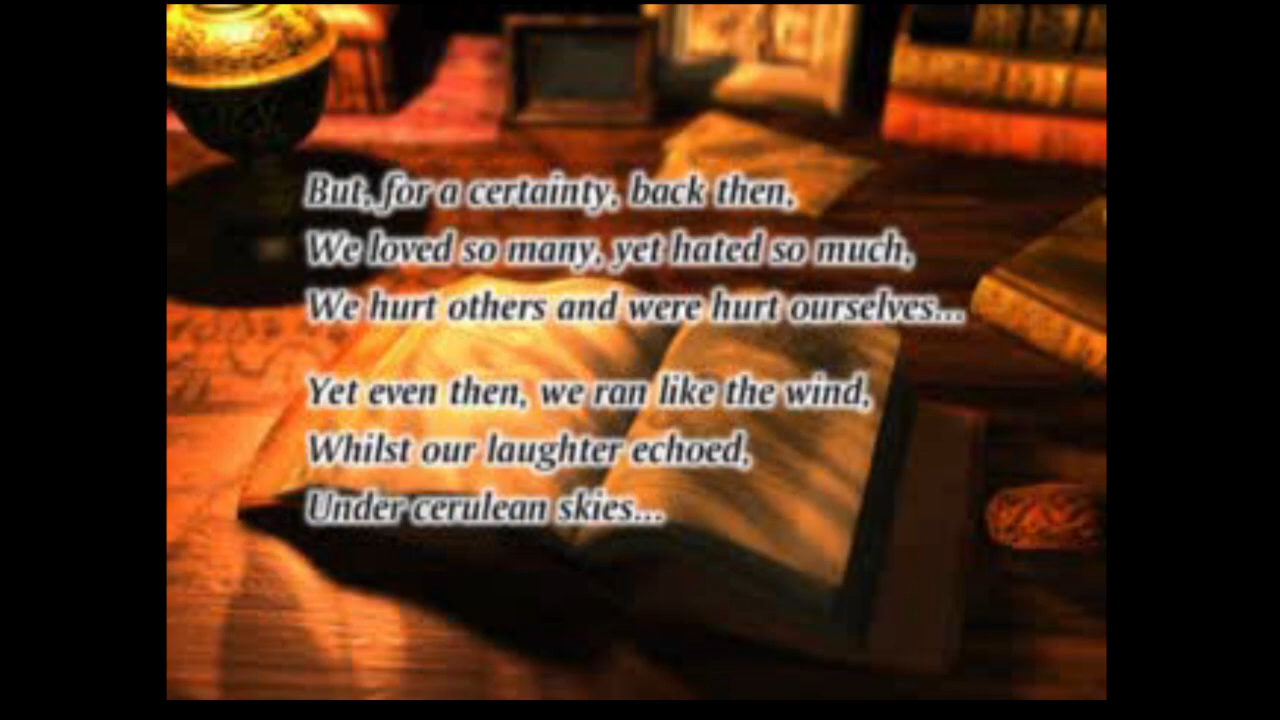 But, for a certainty, back then,
We loved so many, yet hated so much,
We hurt others and were hurt ourselves...
Yet even then, we ran like the wind,
Whilst our laughter echoed,
Under cerulean skies...